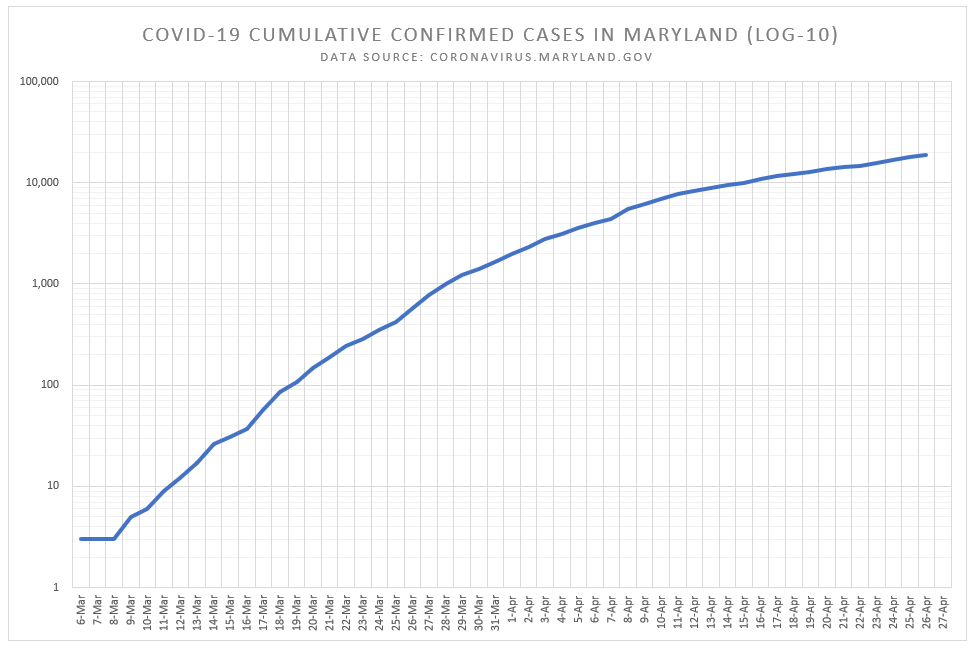 COVID-19 CUMULATIVE CONFIRMED CASES IN MARYLAND (LOG-10)
DATA SOURCE: CORONAVIRUS.MARYLAND.GOV
100,000
10,000
1,000
100
10
1
6-Mar
7-Mar
8-Mar
9-Mar
10-Mar
11-Mar
12-Mar
13-Mar
14-Mar
15-Mar
16-Mar
17-Mar
18-Mar
19-Mar
20-Mar
21-Mar
22-Mar
23-Mar
24-Mar
25-Mar
26-Mar
27-Mar
28-Mar
29-Mar
30-Mar
31-Mar
1-Apr
2-Apr
3-Apr
4-Apr
5-Apr
6-Apr
7-Apr
8-Apr
9-Apr
10-Apr
11-Apr
12-Apr
13-Apr
14-Apr
15-Apr
16-Apr
17-Apr
18-Apr
19-Apr
20-Apr
21-Apr
22-Apr
23-Apr
24-Apr
25-Apr
26-Apr
27-Apr